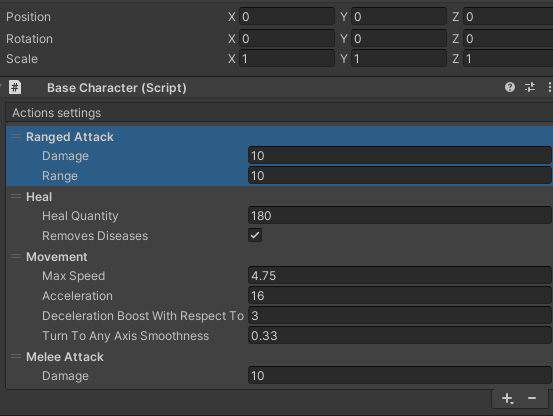 Position X 0 Y 0 Z 0
Rotation X 0 Y 0 Z 0
Scale X 1 Y 1 Z 1
# Base Character (Script)
Actions settings
Ranged Attack
Damage 10
Range 10
Heal
Heal Quantity 180
Removes Diseases
Movement
Max Speed 4.75
Acceleration 16
Deceleration Boost With Respect To 3
Turn To Any Axis Smoothness 0.33
Melee Attack
Damage 10